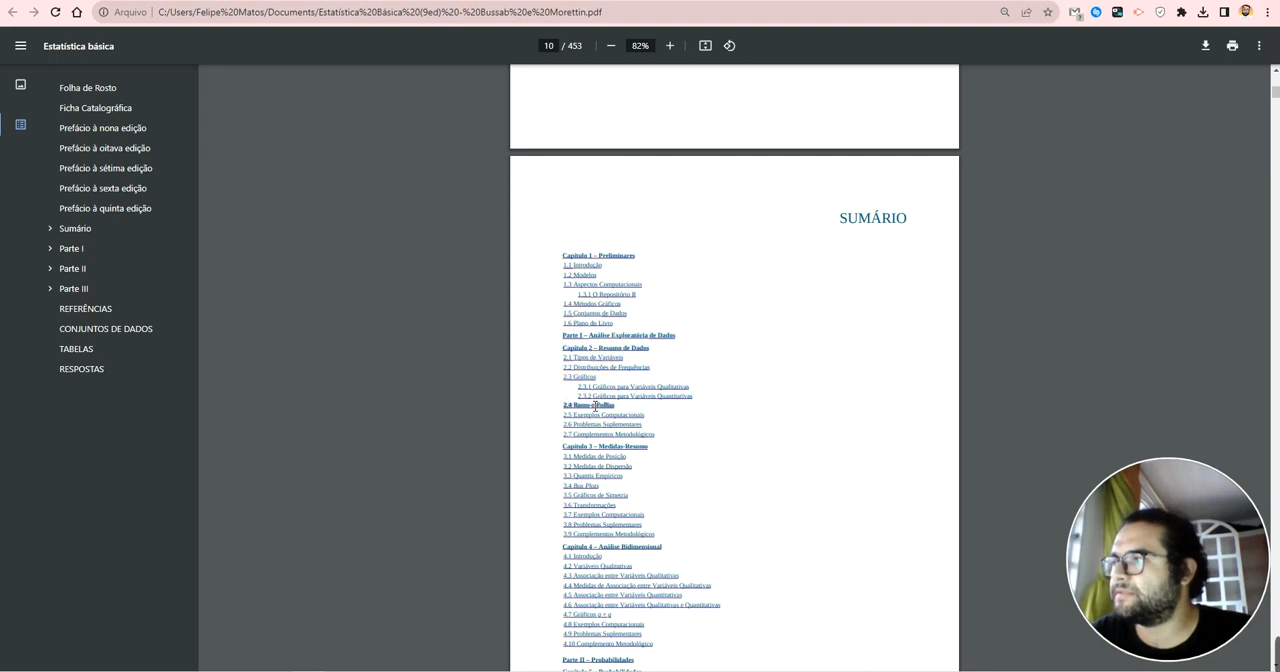 Arquivo
C:/Users/Felipe%20Matos/Documents/Estatística%20Básica%20(9ed)%20-%20Bussab%20e%20Morettin.pdf
Estatística básica
10 / 453
82%
Folha de Rosto
Ficha Catalográfica
Prefácio à nona edição
Prefácio à oitava edição
Prefácio à sétima edição
Prefácio à sexta edição
Prefácio à quinta edição
Sumário
Parte I
Parte II
Parte III
REFERÊNCIAS
CONJUNTOS DE DADOS
TABELAS
RESPOSTAS
SUMÁRIO
Capítulo 1 – Preliminares
1.1 Introdução
1.2 Modelos
1.3 Aspectos Computacionais
1.3.1 O Repositório R
1.4 Métodos Gráficos
1.5 Conjuntos de Dados
1.6 Plano do Livro
Parte I – Análise Exploratória de Dados
Capítulo 2 – Resumo de Dados
2.1 Tipos de Variáveis
2.2 Distribuições de Frequências
2.3 Gráficos
2.3.1 Gráficos para Variáveis Qualitativas
2.3.2 Gráficos para Variáveis Quantitativas
2.4 Ramo-e-Folhas
2.5 Exemplos Computacionais
2.6 Problemas Suplementares
2.7 Complementos Metodológicos
Capítulo 3 – Medidas-Resumo
3.1 Medidas de Posição
3.2 Medidas de Dispersão
3.3 Quantis Empíricos
3.4 Box Plots
3.5 Gráficos de Simetria
3.6 Transformações
3.7 Exemplos Computacionais
3.8 Problemas Suplementares
3.9 Complementos Metodológicos
Capítulo 4 – Análise Bidimensional
4.1 Introdução
4.2 Variáveis Qualitativas
4.3 Associação entre Variáveis Qualitativas
4.4 Medidas de Associação entre Variáveis Qualitativas
4.5 Associação entre Variáveis Quantitativas
4.6 Associação entre Variáveis Qualitativas e Quantitativas
4.7 Gráficos q × q
4.8 Exemplos Computacionais
4.9 Problemas Suplementares
4.10 Complemento Metodológico
Parte II – Probabilidades